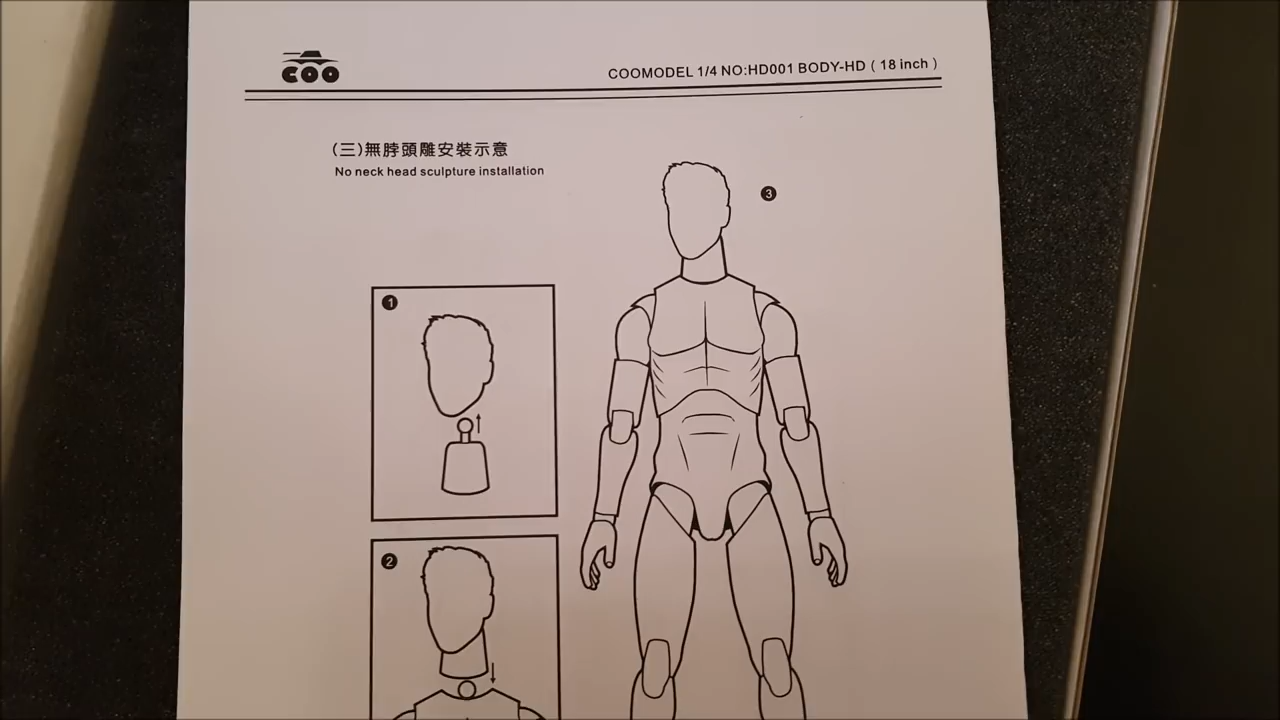 COO
COOMODEL 1/4 NO:HD001 BODY-HD ( 18 inch )
(三)無脖頭雕安裝示意
No neck head sculpture installation
3
1
2